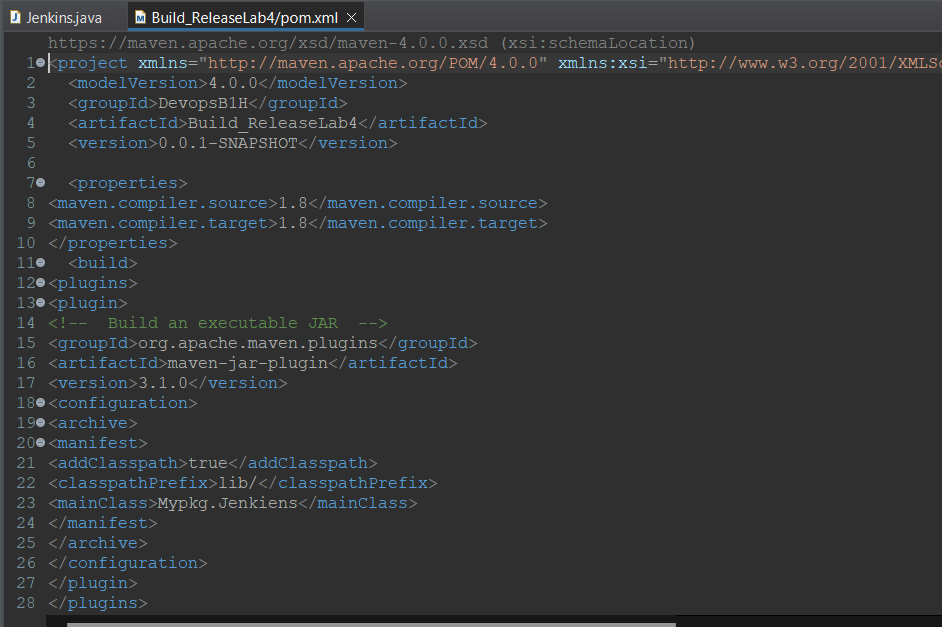 Jenkins.java Build_ReleaseLab4/pom.xml
https://maven.apache.org/xsd/maven-4.0.0.xsd (xsi:schemaLocation)
1 <project xmlns="http://maven.apache.org/POM/4.0.0" xmlns:xsi="http://www.w3.org/2001/XMLSc
2 <modelVersion>4.0.0</modelVersion>
3 <groupId>DevopsB1H</groupId>
4 <artifactId>Build_ReleaseLab4</artifactId>
5 <version>0.0.1-SNAPSHOT</version>
6
7 <properties>
8 <maven.compiler.source>1.8</maven.compiler.source>
9 <maven.compiler.target>1.8</maven.compiler.target>
10 </properties>
11 <build>
12 <plugins>
13 <plugin>
14 <!-- Build an executable JAR -->
15 <groupId>org.apache.maven.plugins</groupId>
16 <artifactId>maven-jar-plugin</artifactId>
17 <version>3.1.0</version>
18 <configuration>
19 <archive>
20 <manifest>
21 <addClasspath>true</addClasspath>
22 <classpathPrefix>lib/</classpathPrefix>
23 <mainClass>Mypkg.Jenkiens</mainClass>
24 </manifest>
25 </archive>
26 </configuration>
27 </plugin>
28 </plugins>